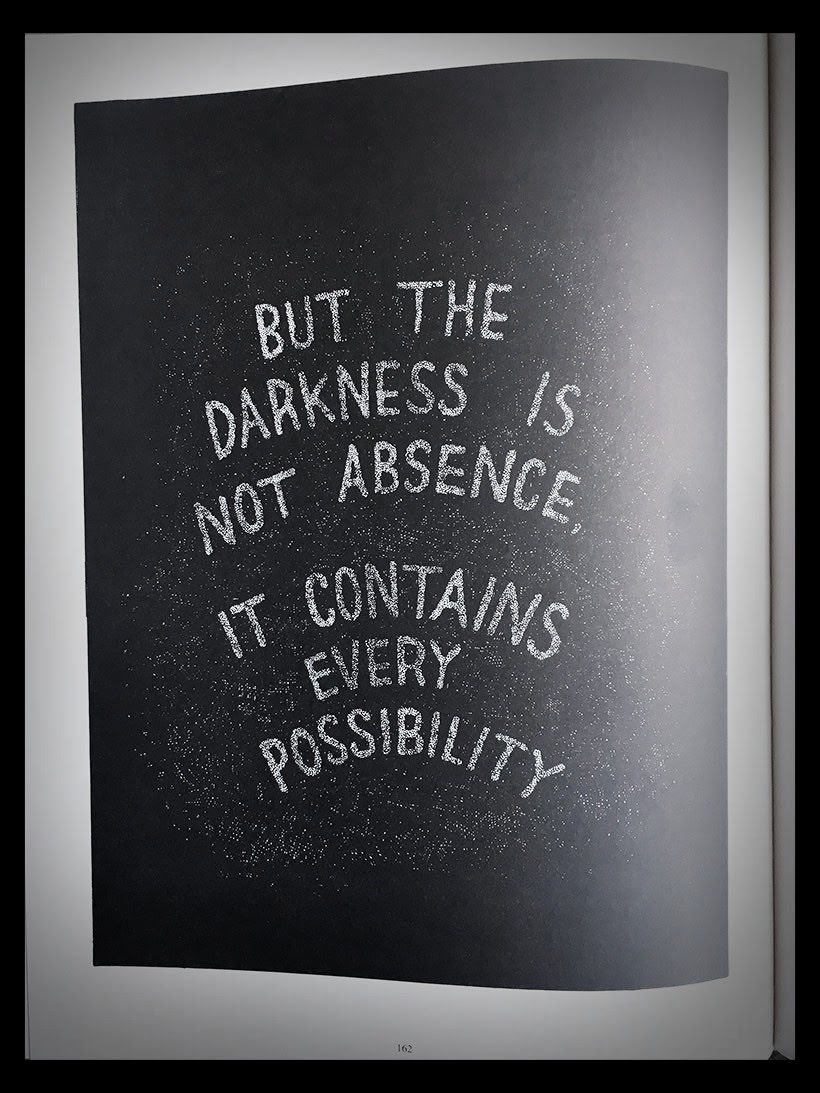 BUT THE
DARKNESS IS
NOT ABSENCE,
IT CONTAINS
EVERY
POSSIBILITY
162